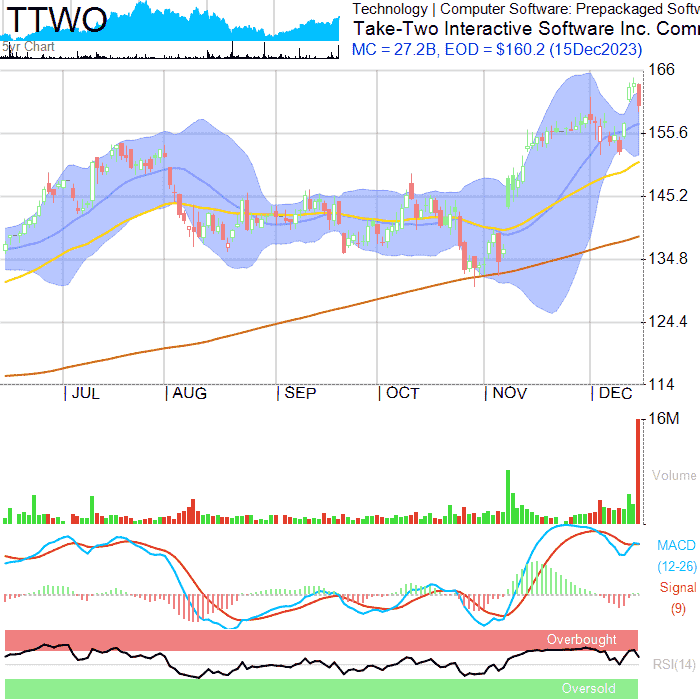 TTWO
5yr Chart
Technology | Computer Software: Prepackaged Softw
Take-Two Interactive Software Inc. Comm
MC = 27.2B, EOD = $160.2 (15Dec2023)
166
155.6
145.2
134.8
124.4
114
JUL
AUG
SEP
OCT
NOV
DEC
16M
Volume
MACD
(12-26)
Signal
(9)
Overbought
RSI(14)
Oversold